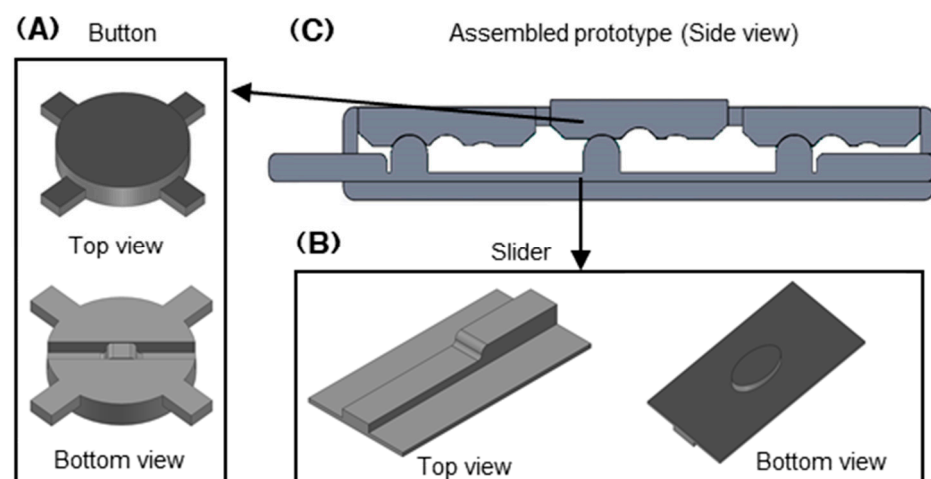 (A) Button
Top view
Bottom view
(C) Assembled prototype (Side view)
(B)
Slider
Top view
Bottom view